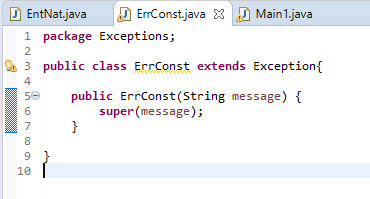 EntNat.java ErrConst.java Main1.java
1 package Exceptions;
2
3 public class ErrConst extends Exception{
4
5 public ErrConst(String message) {
6 super(message);
7 }
8
9 }
10